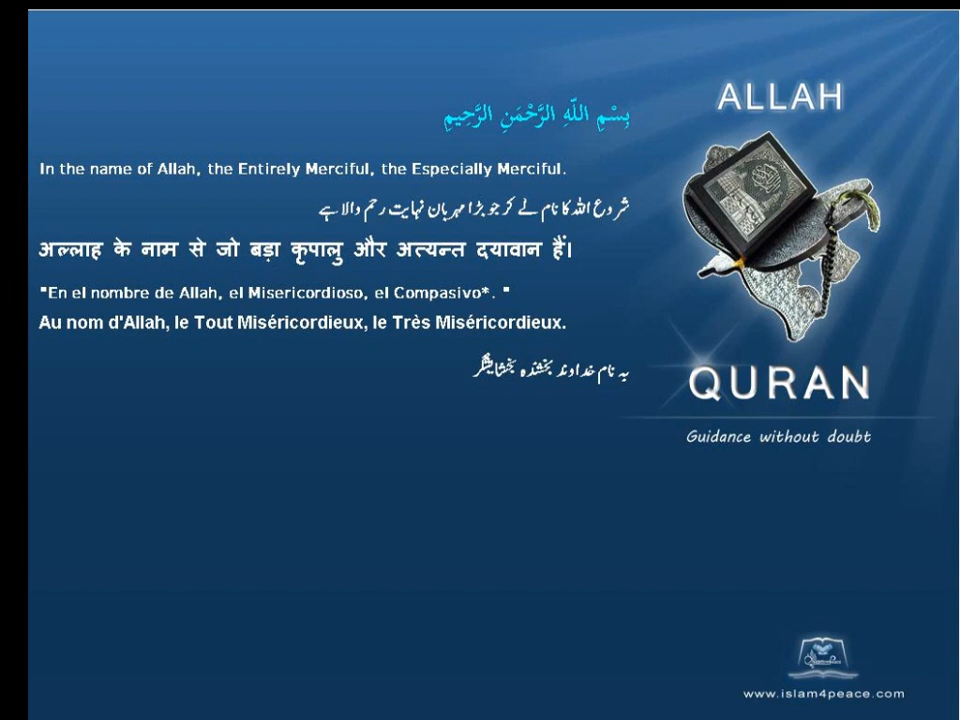 بِسْمِ اللَّهِ الرَّحْمَنِ الرَّحِيمِ
In the name of Allah, the Entirely Merciful, the Especially Merciful.
شروع الله کا نام لے کر جو بڑا مہربان نہایت رحم والا ہے
अल्लाह के नाम से जो बड़ा कृपालु और अत्यन्त दयावान हैं।
"En el nombre de Allah, el Misericordioso, el Compasivo*. "
Au nom d'Allah, le Tout Miséricordieux, le Très Miséricordieux.
به نام خداوند بخشنده بخشایشگر
ALLAH
QURAN
Guidance without doubt
www.islam4peace.com